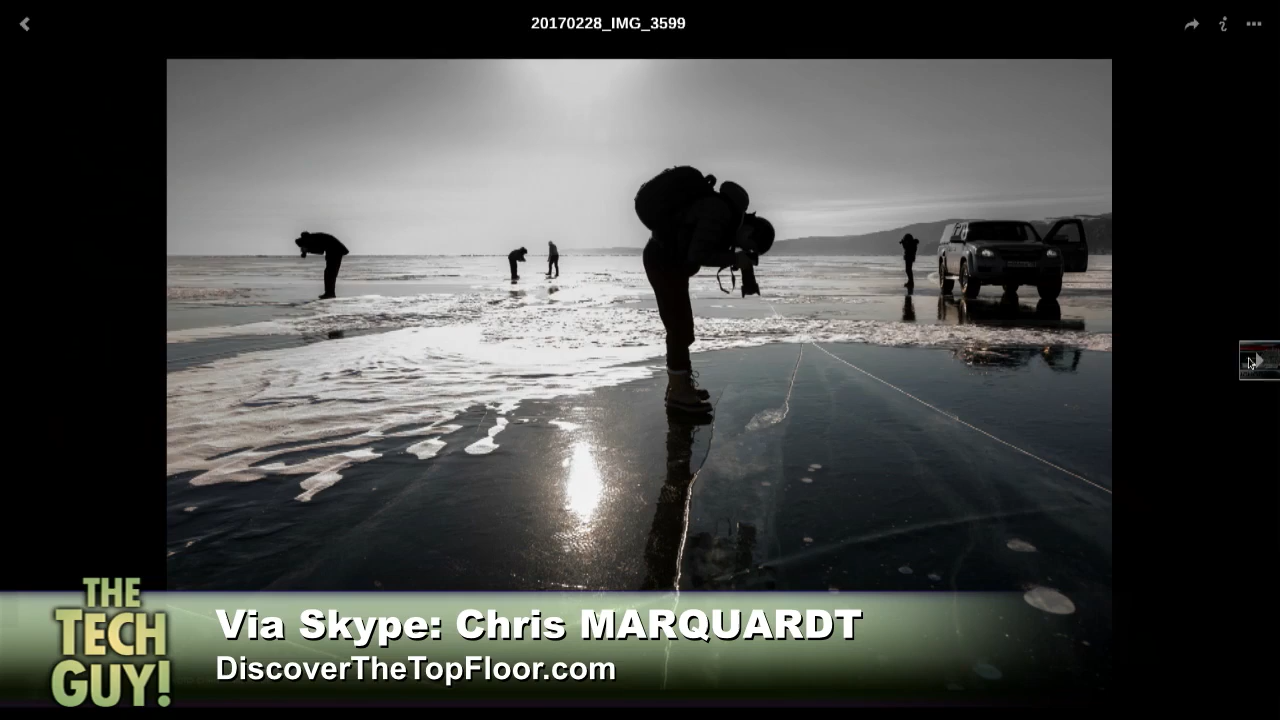 20170228_IMG_3599
THE
TECH
GUY!
Via Skype: Chris MARQUARDT
DiscoverTheTopFloor.com